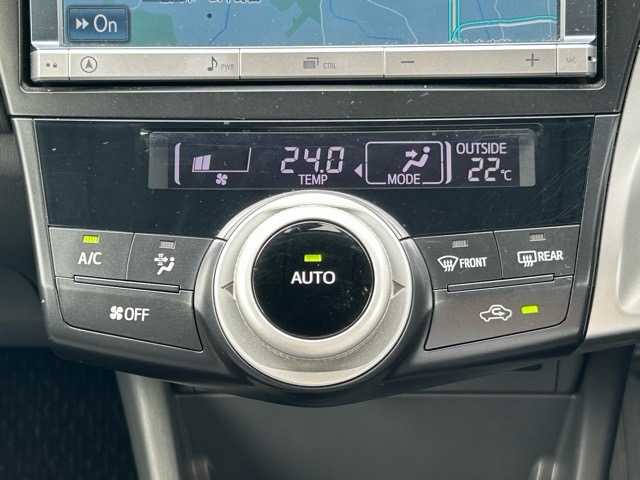 On
PWR CTRL − +
24.0 OUTSIDE
TEMP MODE 22℃
A/C AUTO FRONT REAR
OFF